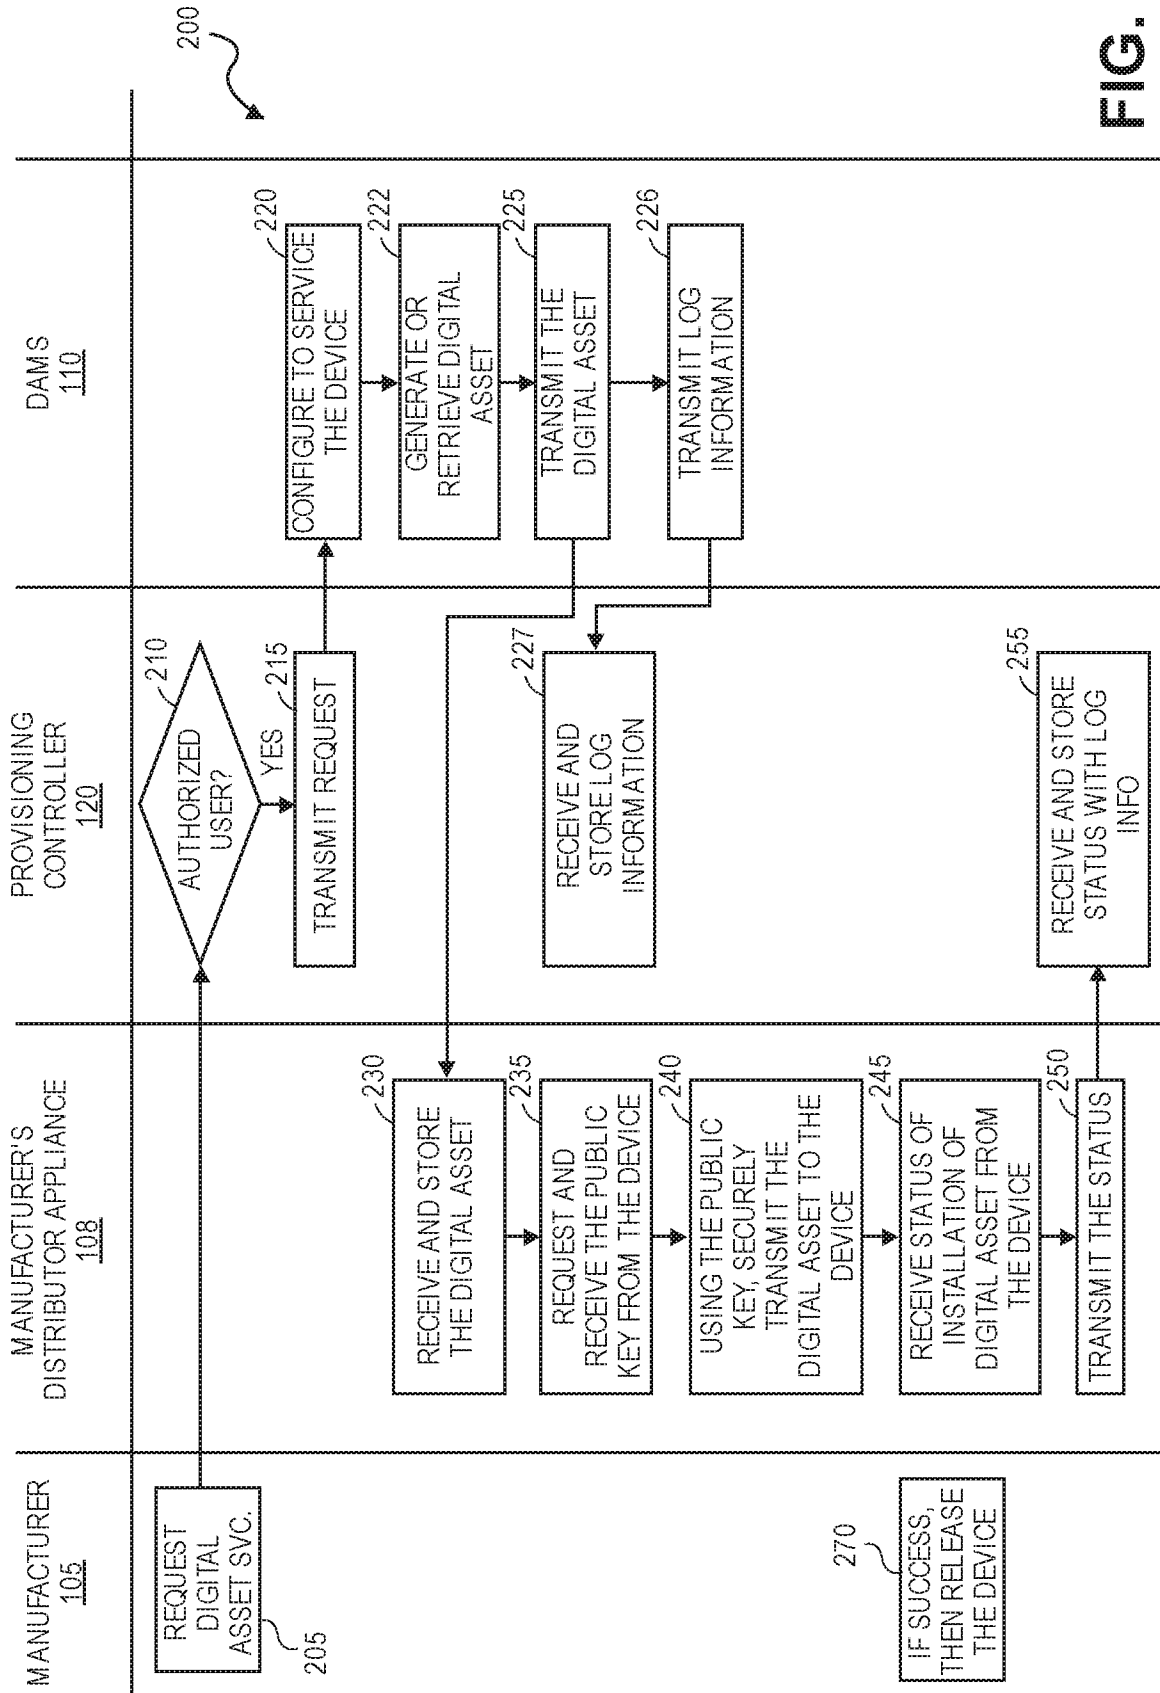 200
MANUFACTURER
105
MANUFACTURER'S
DISTRIBUTOR APPLIANCE
108
PROVISIONING
CONTROLLER
120
DAMS
110
REQUEST
DIGITAL
ASSET SVC.
205
AUTHORIZED
USER?
210
YES
TRANSMIT REQUEST
215
CONFIGURE TO SERVICE
THE DEVICE
220
GENERATE OR
RETRIEVE DIGITAL
ASSET
222
TRANSMIT THE
DIGITAL ASSET
225
TRANSMIT LOG
INFORMATION
226
RECEIVE AND
STORE LOG
INFORMATION
227
RECEIVE AND STORE
THE DIGITAL ASSET
230
REQUEST AND
RECEIVE THE PUBLIC
KEY FROM THE DEVICE
235
USING THE PUBLIC
KEY, SECURELY
TRANSMIT THE
DIGITAL ASSET TO THE
DEVICE
240
RECEIVE STATUS OF
INSTALLATION OF
DIGITAL ASSET FROM
THE DEVICE
245
TRANSMIT THE STATUS
250
RECEIVE AND STORE
STATUS WITH LOG
INFO
255
IF SUCCESS,
THEN RELEASE
THE DEVICE
270
FIG.